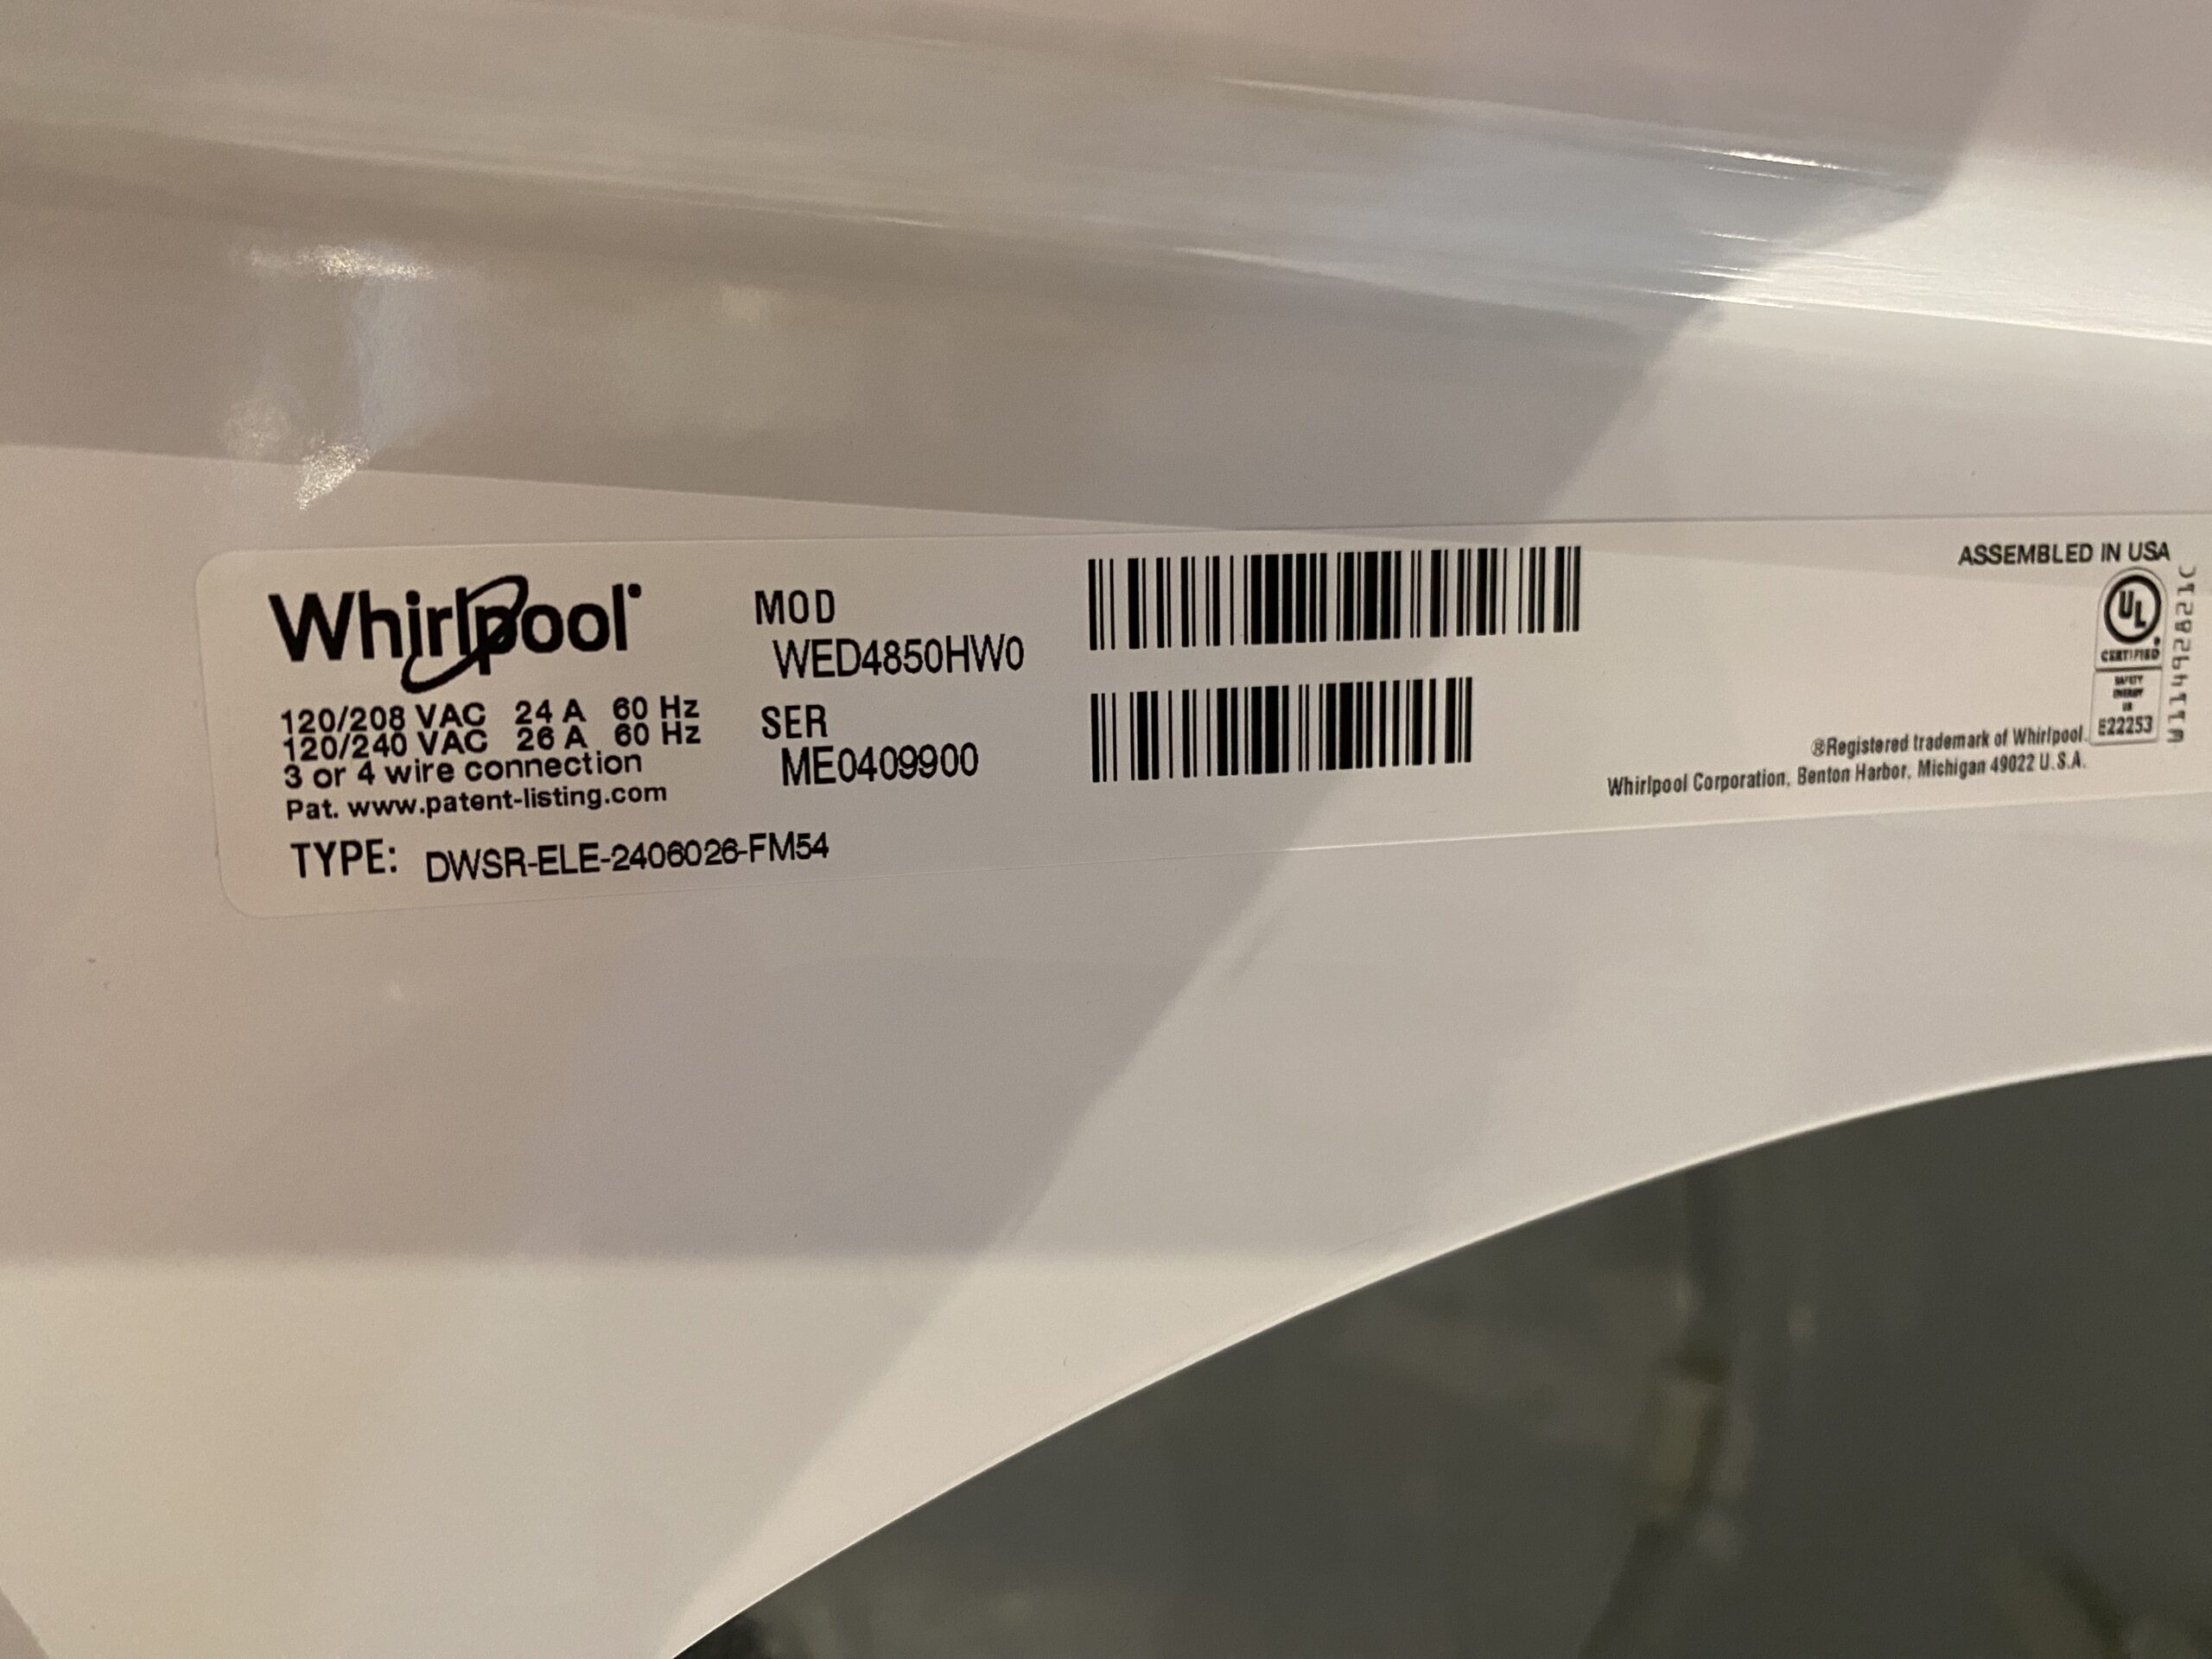 Whirlpool
120/208 VAC 24 A 60 Hz
120/240 VAC 26 A 60 Hz
3 or 4 wire connection
Pat. www.patent-listing.com
TYPE: DWSR-ELE-2406026-FM54
MOD
WED4850HW0
SER
ME0409900
ASSEMBLED IN USA
UL
CERTIFIED
SAFETY
ENERGY
E22253
®Registered trademark of Whirlpool.
Whirlpool Corporation, Benton Harbor, Michigan 49022 U.S.A.